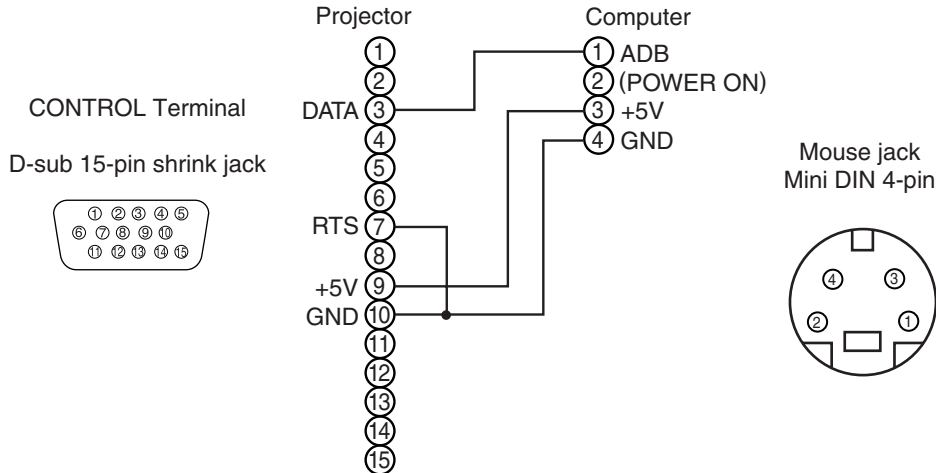 Projector
Computer
CONTROL Terminal
D-sub 15-pin shrink jack
① ② ③ ④ ⑤
⑥ ⑦ ⑧ ⑨ ⑩
⑪ ⑫ ⑬ ⑭ ⑮
①
②
DATA ③
④
⑤
⑥
RTS ⑦
⑧
+5V ⑨
GND ⑩
⑪
⑫
⑬
⑭
⑮
① ADB
② (POWER ON)
③ +5V
④ GND
Mouse jack
Mini DIN 4-pin
④ ③
② ①